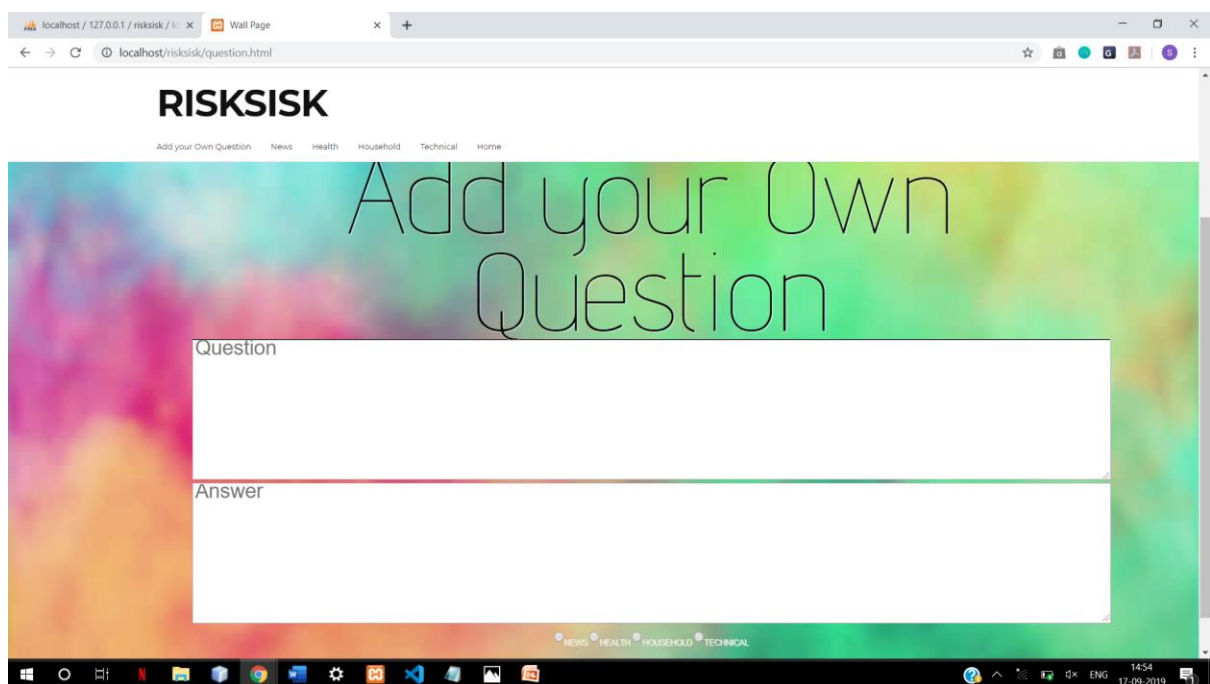 localhost / 127.0.0.1 / risksisk / lo
Wall Page
localhost/risksisk/question.html
RISKSISK
Add your Own Question News Health Household Technical Home
Add your Own
Question
Question
Answer
NEWS HEALTH HOUSEHOLD TECHNICAL
ENG
14:54
17-09-2019